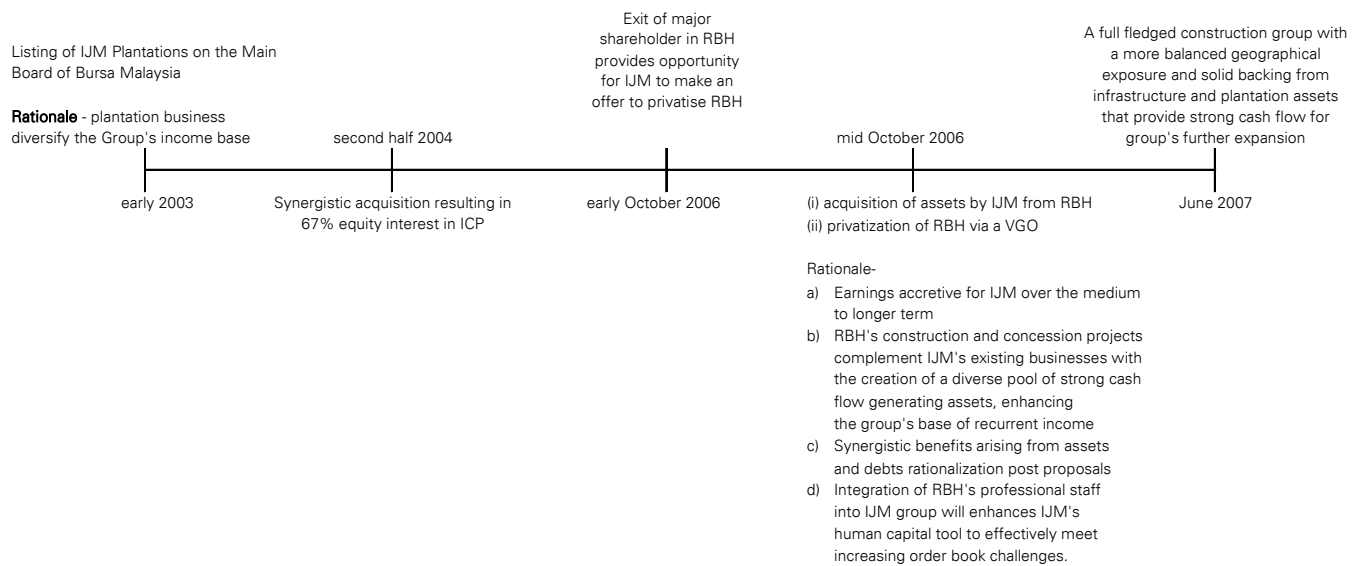 Listing of IJM Plantations on the Main
Board of Bursa Malaysia
Rationale - plantation business
diversify the Group's income base
early 2003
second half 2004
Synergistic acquisition resulting in
67% equity interest in ICP
Exit of major
shareholder in RBH
provides opportunity
for IJM to make an
offer to privatise RBH
early October 2006
mid October 2006
(i) acquisition of assets by IJM from RBH
(ii) privatization of RBH via a VGO
Rationale-
a) Earnings accretive for IJM over the medium
to longer term
b) RBH's construction and concession projects
complement IJM's existing businesses with
the creation of a diverse pool of strong cash
flow generating assets, enhancing
the group's base of recurrent income
c) Synergistic benefits arising from assets
and debts rationalization post proposals
d) Integration of RBH's professional staff
into IJM group will enhances IJM's
human capital tool to effectively meet
increasing order book challenges.
A full fledged construction group with
a more balanced geographical
exposure and solid backing from
infrastructure and plantation assets
that provide strong cash flow for
group's further expansion
June 2007